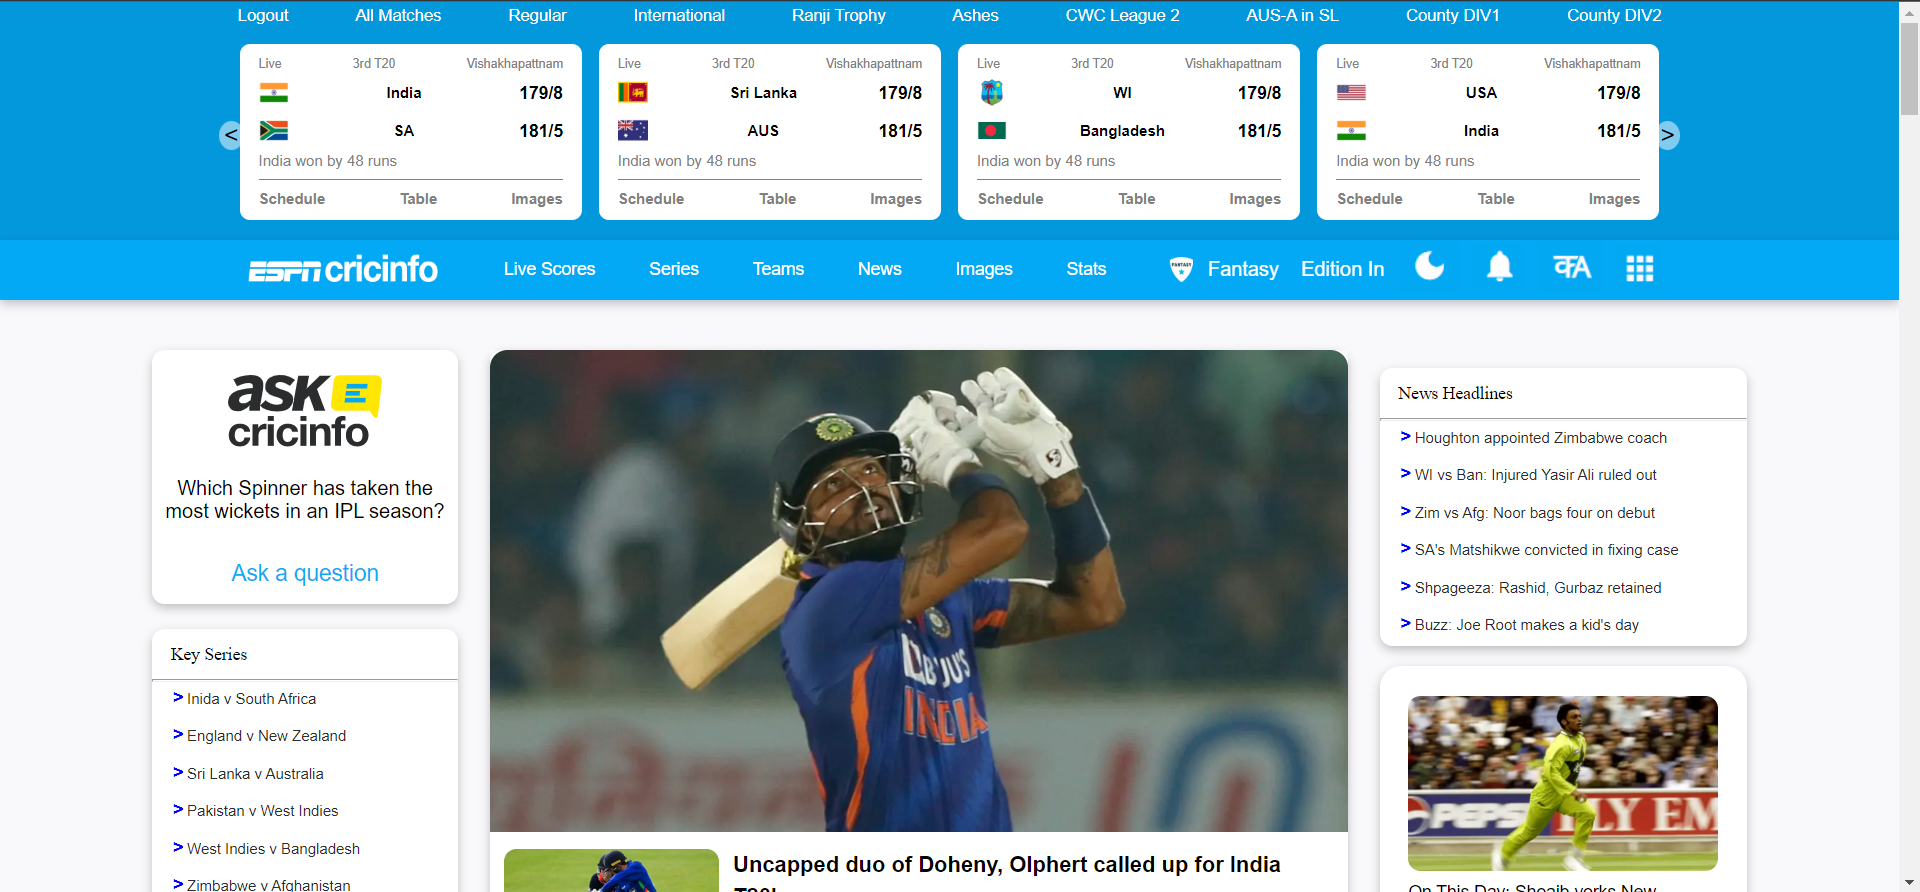 Logout All Matches Regular International Ranji Trophy Ashes CWC League 2 AUS-A in SL County DIV1 County DIV2
Live 3rd T20 Vishakhapattnam
India 179/8
SA 181/5
India won by 48 runs
Schedule Table Images
Live 3rd T20 Vishakhapattnam
Sri Lanka 179/8
AUS 181/5
India won by 48 runs
Schedule Table Images
Live 3rd T20 Vishakhapattnam
WI 179/8
Bangladesh 181/5
India won by 48 runs
Schedule Table Images
Live 3rd T20 Vishakhapattnam
USA 179/8
India 181/5
India won by 48 runs
Schedule Table Images
< >
ESPN cricinfo Live Scores Series Teams News Images Stats FANTASY Fantasy Edition In क A
ask
cricinfo
Which Spinner has taken the
most wickets in an IPL season?
Ask a question
Key Series
> Inida v South Africa
> England v New Zealand
> Sri Lanka v Australia
> Pakistan v West Indies
> West Indies v Bangladesh
> Zimbabwe v Afghanistan
INDIA
Uncapped duo of Doheny, Olphert called up for India
News Headlines
> Houghton appointed Zimbabwe coach
> WI vs Ban: Injured Yasir Ali ruled out
> Zim vs Afg: Noor bags four on debut
> SA's Matshikwe convicted in fixing case
> Shpageeza: Rashid, Gurbaz retained
> Buzz: Joe Root makes a kid's day
PEPSI FLY EM
On This Day: Shoaib yorks New